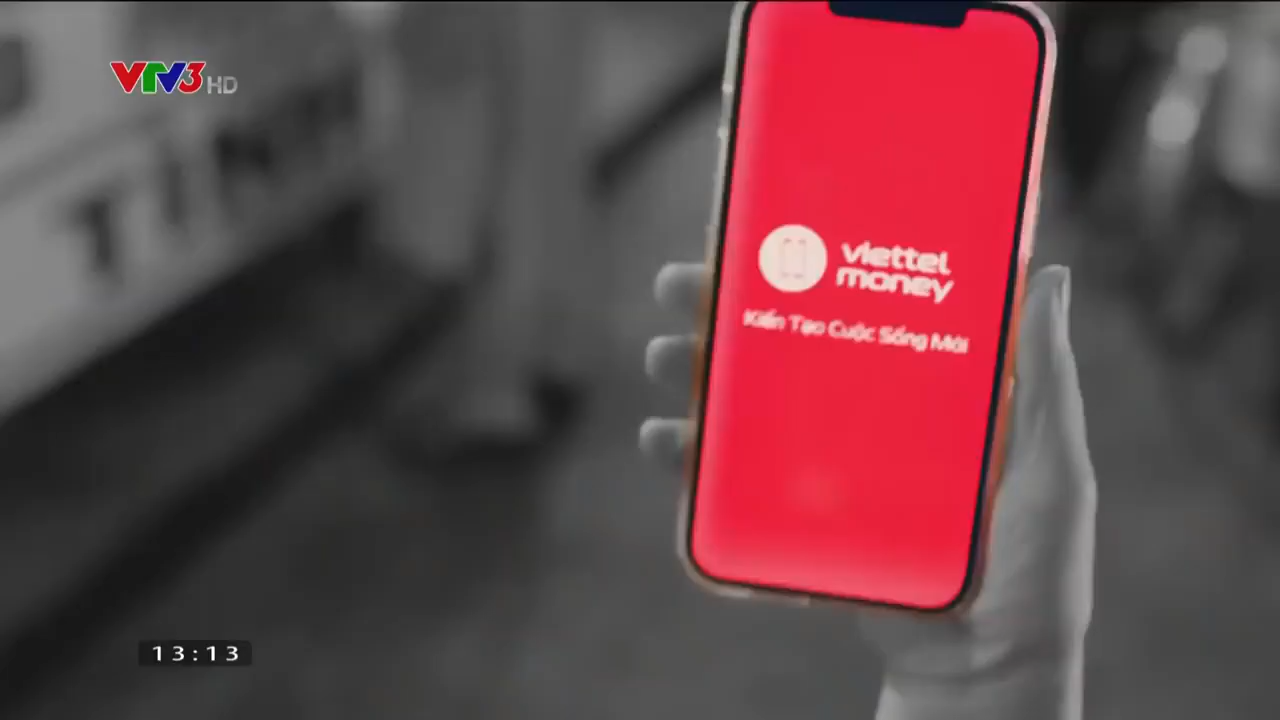 VTV3 HD
viettel
money
Kiến Tạo Cuộc Sống Mới
13:13